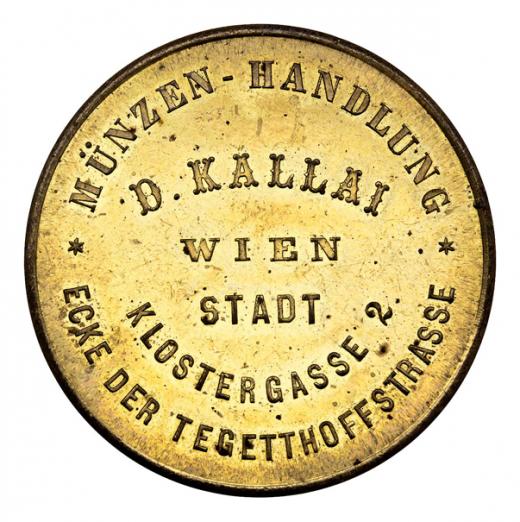 MÜNZEN-HANDLUNG
D. KALLAI
WIEN
STADT
KLOSTERGASSE 2
* ECKE DER TEGETTHOFFSTRASSE *